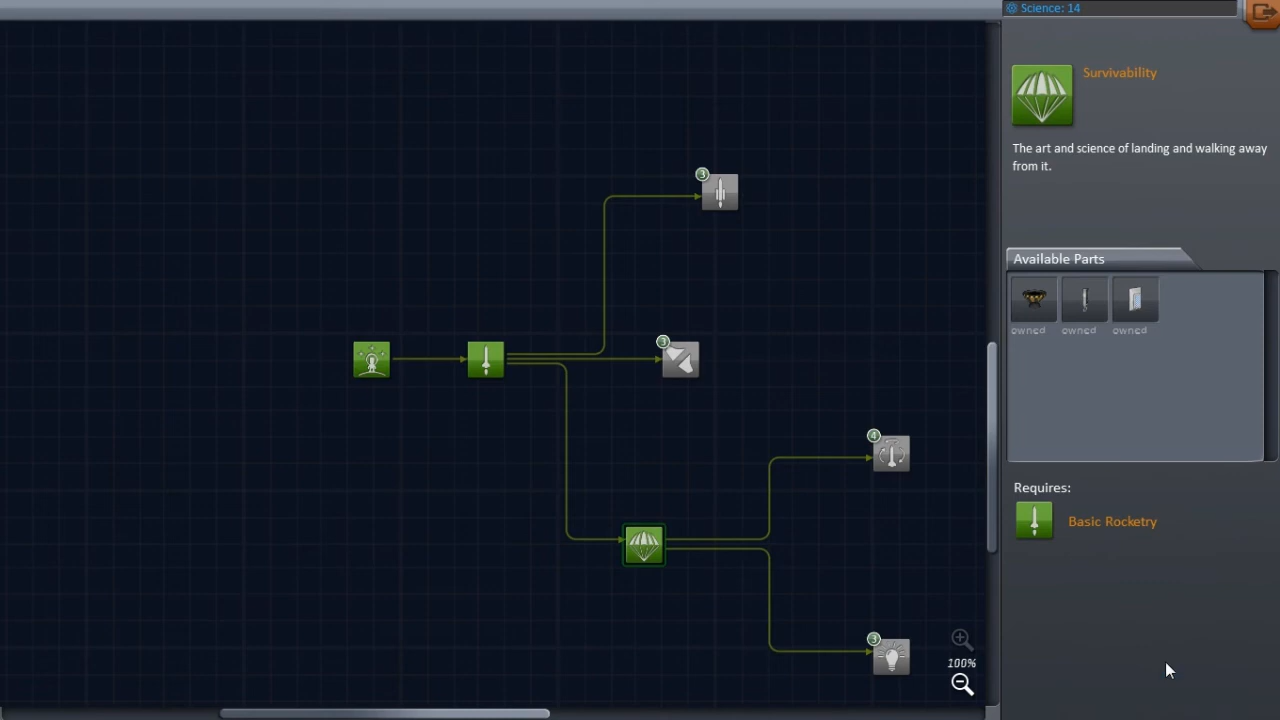 Science: 14
Survivability
The art and science of landing and walking away
from it.
Available Parts
owned owned owned
Requires:
Basic Rocketry
3
3
4
3
100%